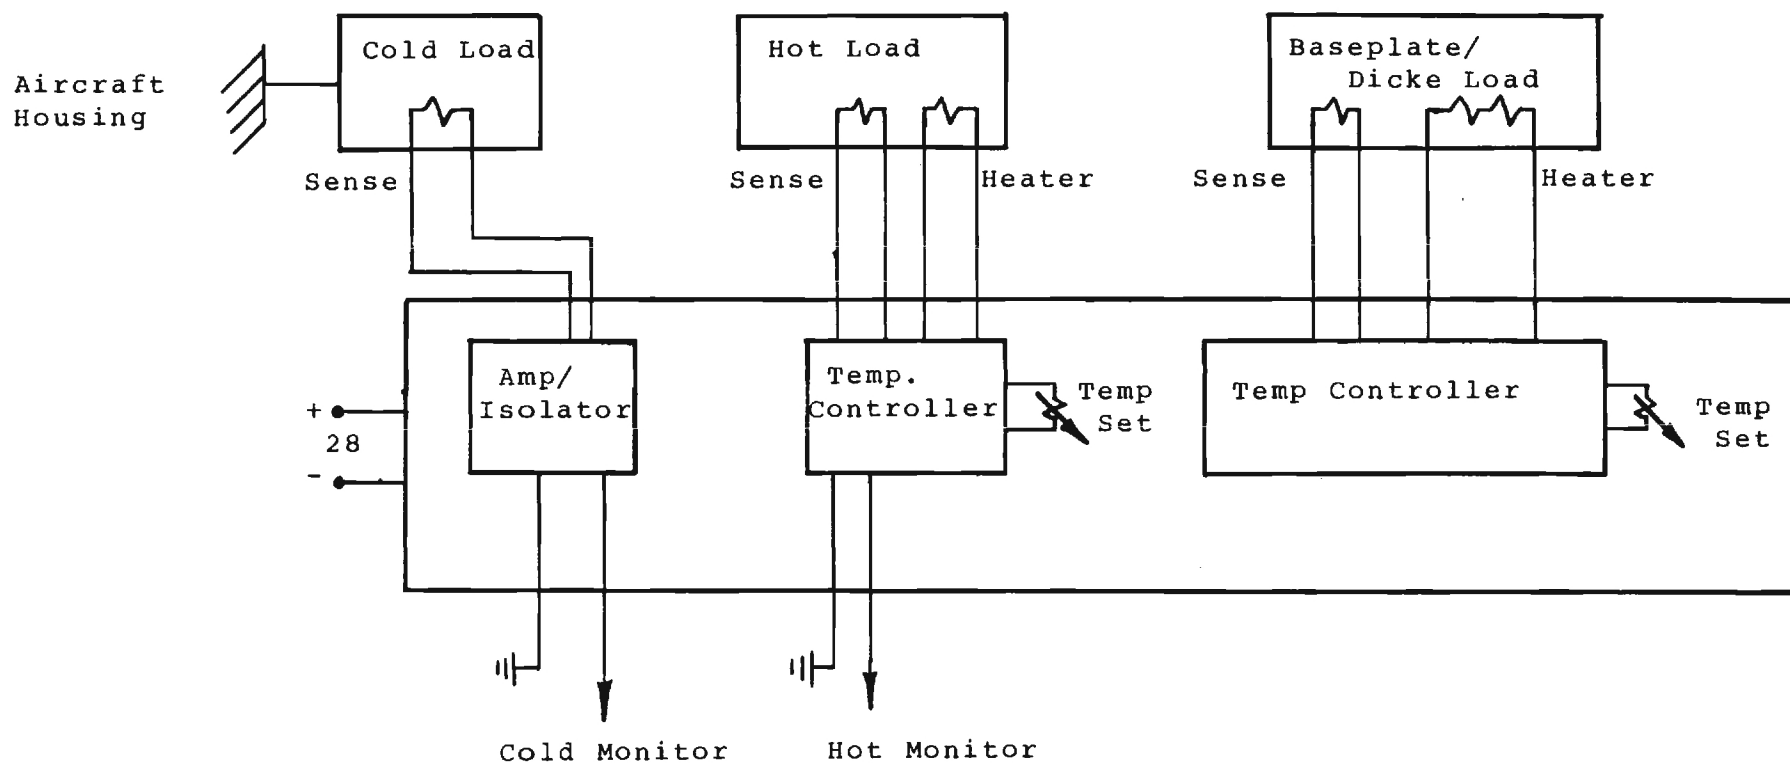 Aircraft
Housing
Cold Load
Hot Load
Baseplate/
Dicke Load
Sense
Sense
Heater
Sense
Heater
+
28
-
Amp/
Isolator
Temp.
Controller
Temp
Set
Temp Controller
Temp
Set
Cold Monitor
Hot Monitor